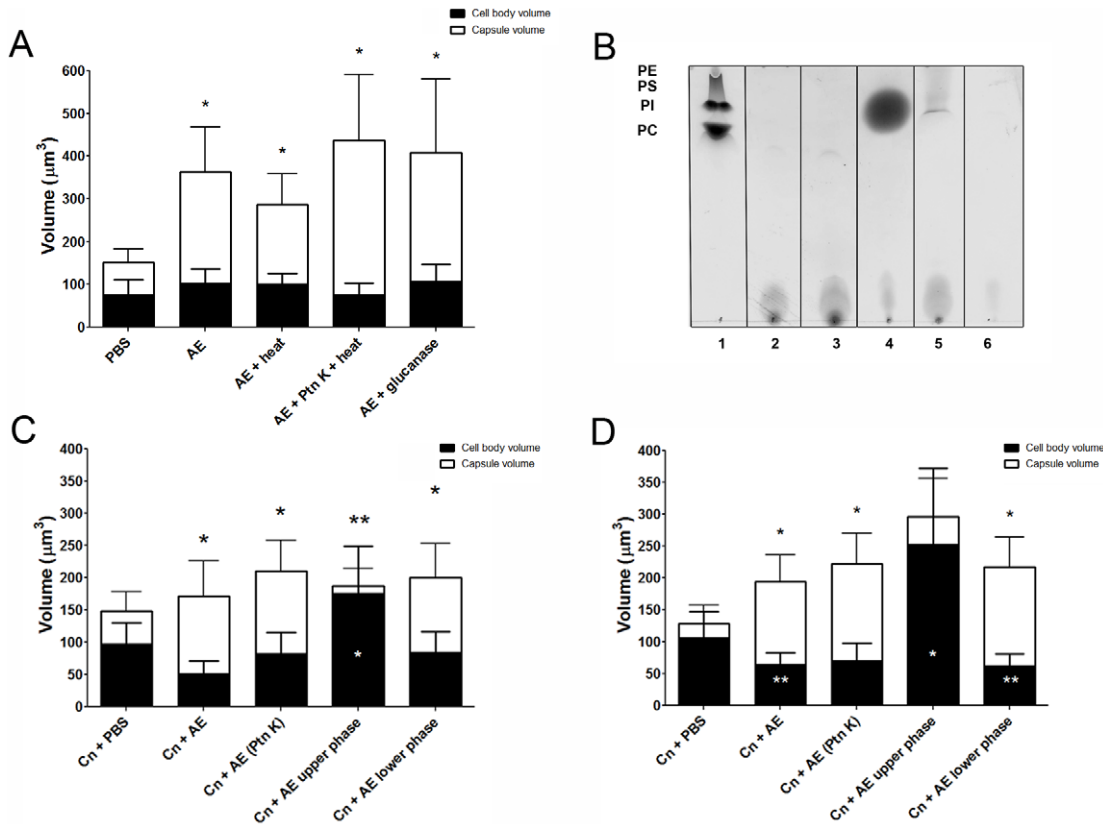 A
Cell body volume
Capsule volume
*
*
*
*
600
500
400
300
200
100
0
Volume (μm³)
PBS
AE
AE + heat
AE + Ptn K + heat
AE + glucanase
B
PE
PS
PI
PC
1 2 3 4 5 6
C
Cell body volume
Capsule volume
*
*
**
*
*
400
350
300
250
200
150
100
50
0
Volume (μm³)
Cn + PBS
Cn + AE
Cn + AE (Ptn K)
Cn + AE upper phase
Cn + AE lower phase
D
Cell body volume
Capsule volume
*
*
*
**
*
**
400
350
300
250
200
150
100
50
0
Volume (μm³)
Cn + PBS
Cn + AE
Cn + AE (Ptn K)
Cn + AE upper phase
Cn + AE lower phase